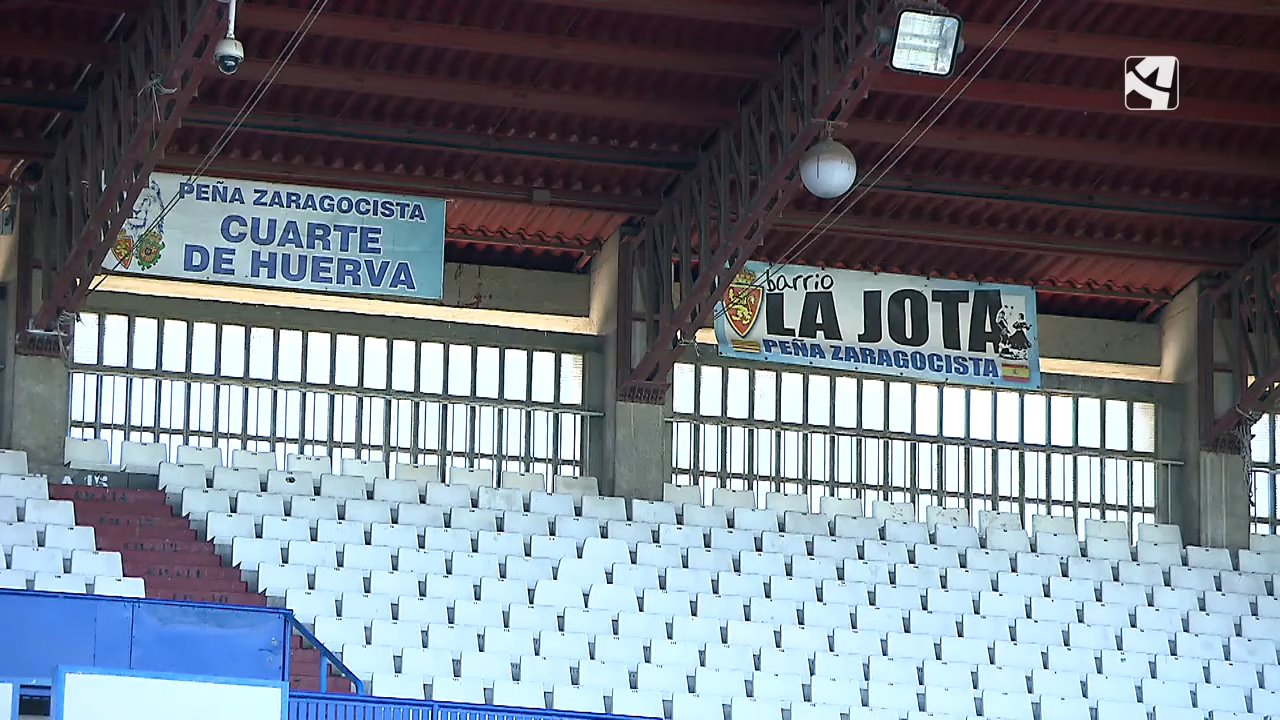 PEÑA ZARAGOCISTA
CUARTE
DE HUERVA
barrio
LA JOTA
PEÑA ZARAGOCISTA